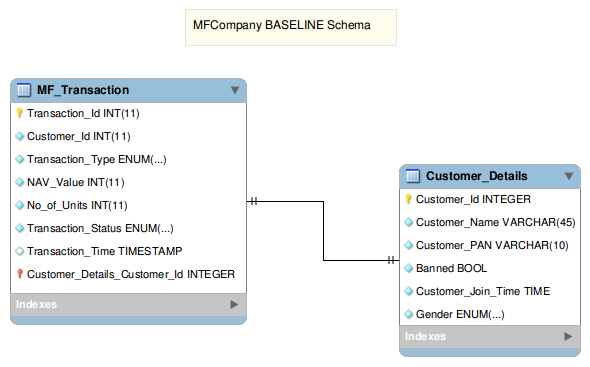 MFCompany BASELINE Schema
MF_Transaction
Transaction_Id INT(11)
Customer_Id INT(11)
Transaction_Type ENUM(...)
NAV_Value INT(11)
No_of_Units INT(11)
Transaction_Status ENUM(...)
Transaction_Time TIMESTAMP
Customer_Details_Customer_Id INTEGER
Indexes
Customer_Details
Customer_Id INTEGER
Customer_Name VARCHAR(45)
Customer_PAN VARCHAR(10)
Banned BOOL
Customer_Join_Time TIME
Gender ENUM(...)
Indexes